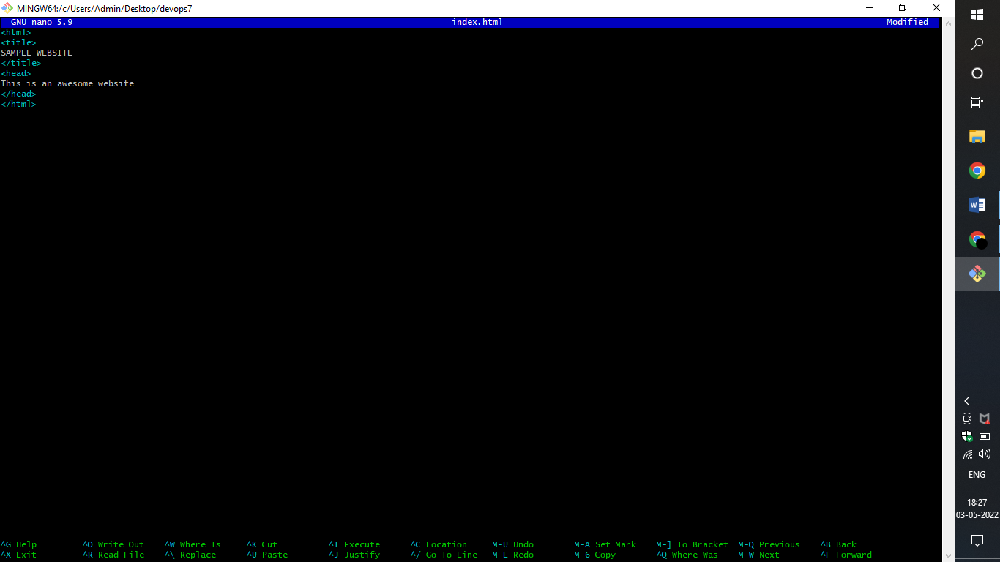 MINGW64:/c/Users/Admin/Desktop/devops7
GNU nano 5.9 index.html Modified
<html>
<title>
SAMPLE WEBSITE
</title>
<head>
This is an awesome website
</head>
</html>
^G Help ^O Write Out ^W Where Is ^K Cut ^T Execute ^C Location M-U Undo M-A Set Mark M-] To Bracket M-Q Previous ^B Back
^X Exit ^R Read File ^\ Replace ^U Paste ^J Justify ^/ Go To Line M-E Redo M-6 Copy ^Q Where Was M-W Next ^F Forward
W
ENG
18:27
03-05-2022